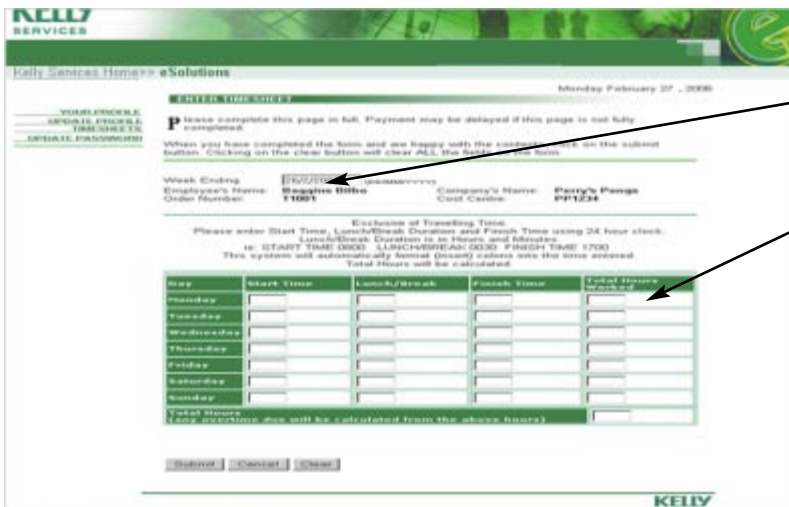 KELLY
SERVICES
Kelly Services Home>> eSolutions
Monday February 27 , 2006
ENTER TIMESHEET
YOUR PROFILE
UPDATE PROFILE
TIMESHEETS
UPDATE PASSWORD
Please complete this page in full. Payment may be delayed if this page is not fully
completed.
When you have completed the form and are happy with the contents, click on the submit
button. Clicking on the clear button will clear ALL the fields on the form.
Week Ending
Employee's Name: Baggins Bilbo Company's Name: Perry's Pongs
Order Number: T1001 Cost Centre: PP1234
Exclusive of Travelling Time.
Please enter Start Time, Lunch/Break Duration and Finish Time using 24 hour clock.
Lunch/Break Duration is in Hours and Minutes.
ie: START TIME 0800 LUNCH/BREAK 0030 FINISH TIME 1700
This system will automatically format (insert) colons into the time entered.
Total Hours will be calculated.
Day Start Time Lunch/Break Finish Time Total Hours Worked
Monday
Tuesday
Wednesday
Thursday
Friday
Saturday
Sunday
Total Hours
(any overtime due will be calculated from the above hours)
Submit Cancel Clear
KELLY